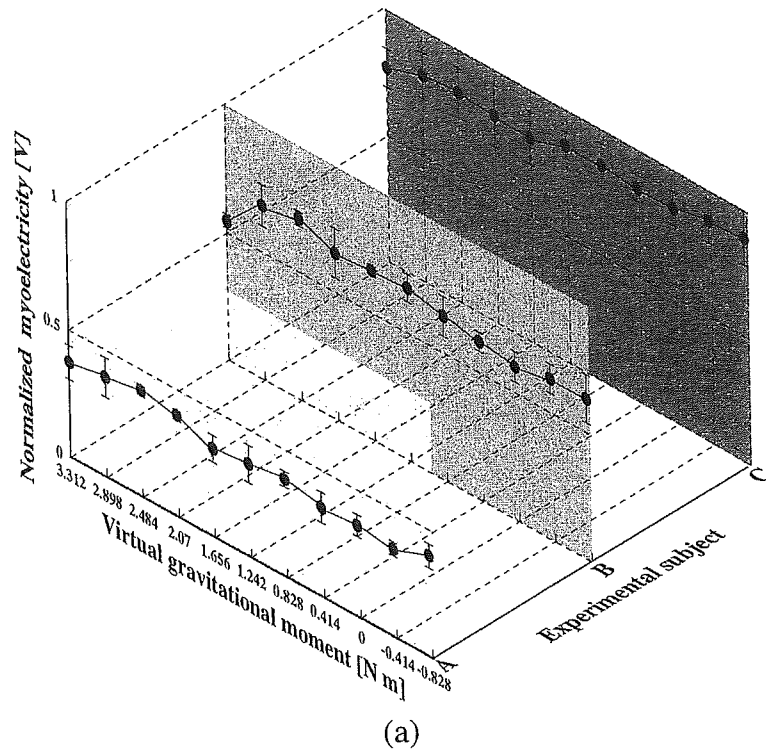 Normalized myoelectricity [V]
1
0.5
0
3.312
2.898
2.484
2.07
1.656
1.242
0.828
0.414
0
-0.414
-0.828
Virtual gravitational moment [N m]
A
B
C
Experimental subject
(a)